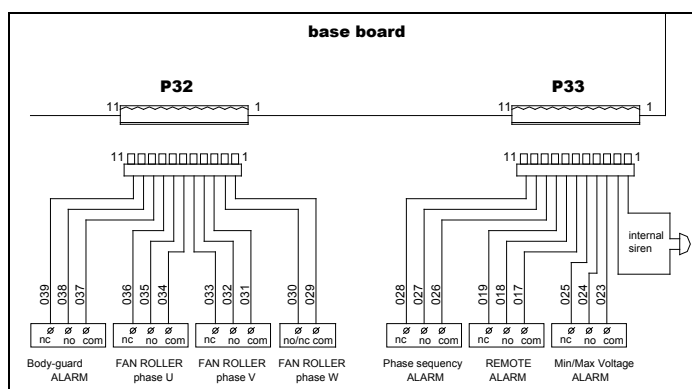 base board
P32 P33
11 1 11 1
11 1 11 1
internal
siren
039 038 037 036 035 034 033 032 031 030 029 028 027 026 019 018 017 025 024 023
nc no com nc no com nc no com no/nc com nc no com nc no com nc no com
Body-guard FAN ROLLER FAN ROLLER FAN ROLLER Phase sequency REMOTE Min/Max Voltage
ALARM phase U phase V phase W ALARM ALARM ALARM